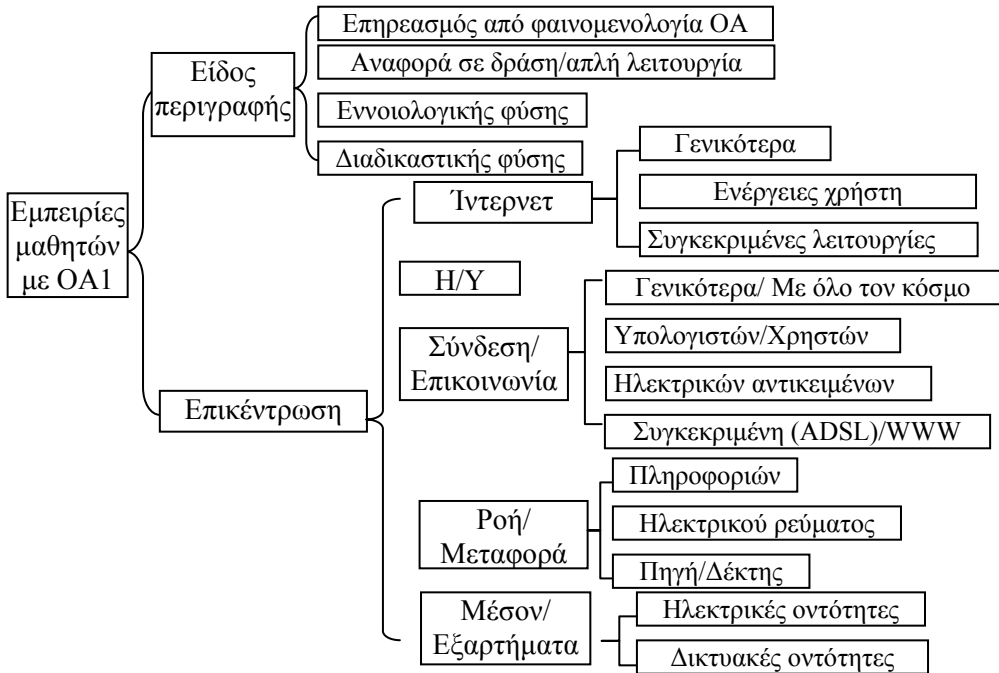 Εμπειρίες
μαθητών
με ΟΑ1
Είδος
περιγραφής
Επηρεασμός από φαινομενολογία ΟΑ
Αναφορά σε δράση/απλή λειτουργία
Εννοιολογικής φύσης
Διαδικαστικής φύσης
Επικέντρωση
Ίντερνετ
Γενικότερα
Ενέργειες χρήστη
Συγκεκριμένες λειτουργίες
Η/Υ
Σύνδεση/
Επικοινωνία
Γενικότερα/ Με όλο τον κόσμο
Υπολογιστών/Χρηστών
Ηλεκτρικών αντικειμένων
Συγκεκριμένη (ADSL)/WWW
Ροή/
Μεταφορά
Πληροφοριών
Ηλεκτρικού ρεύματος
Πηγή/Δέκτης
Μέσον/
Εξαρτήματα
Ηλεκτρικές οντότητες
Δικτυακές οντότητες